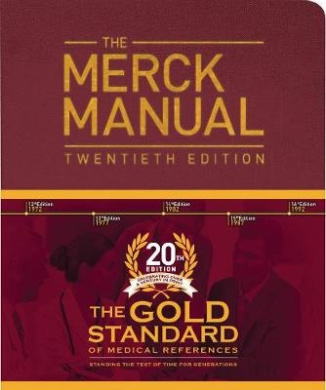 THE
MERCK
MANUAL
TWENTIETH EDITION
12th Edition 14th Edition 16th Edition
1972 1982 1992
13th Edition 15th Edition
1977 1987
20TH
EDITION
THE GOLD
STANDARD
OF MEDICAL REFERENCES
STANDING THE TEST OF TIME FOR GENERATIONS